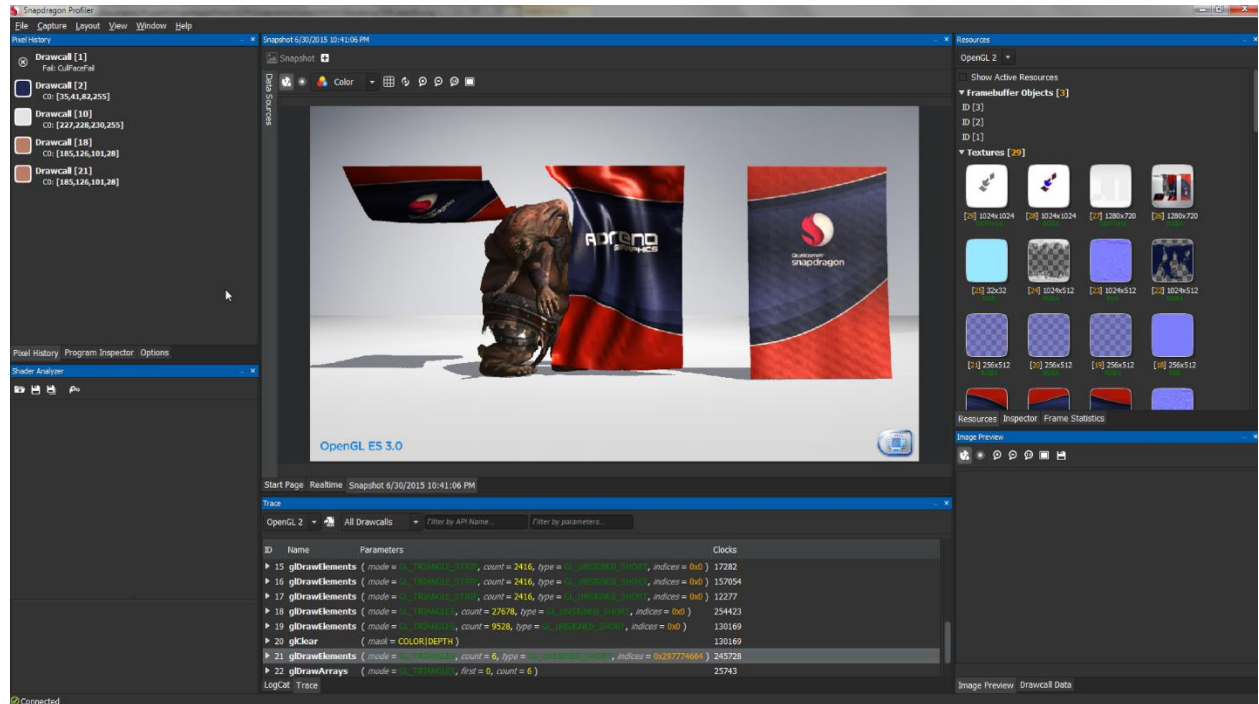 Snapdragon Profiler
File Capture Layout View Window Help
Pixel History
Drawcall [1]
Fail: CullFaceFail
Drawcall [2]
C0: [35,41,82,255]
Drawcall [10]
C0: [227,228,230,255]
Drawcall [18]
C0: [185,126,101,28]
Drawcall [21]
C0: [185,126,101,28]
Pixel History Program Inspector Options
Shader Analyzer
Snapshot 6/30/2015 10:41:06 PM
Snapshot
Data Sources
Color
snapdragon
ADRENO
GRAPHICS
Qualcomm
snapdragon
OpenGL ES 3.0
Start Page Realtime Snapshot 6/30/2015 10:41:06 PM
Trace
OpenGL 2 All Drawcalls Filter by API Name... Filter by parameters...
ID Name Parameters Clocks
15 glDrawElements ( mode = GL_TRIANGLE_STRIP, count = 2416, type = GL_UNSIGNED_SHORT, indices = 0x0 ) 17282
16 glDrawElements ( mode = GL_TRIANGLE_STRIP, count = 2416, type = GL_UNSIGNED_SHORT, indices = 0x0 ) 157054
17 glDrawElements ( mode = GL_TRIANGLE_STRIP, count = 2416, type = GL_UNSIGNED_SHORT, indices = 0x0 ) 12277
18 glDrawElements ( mode = GL_TRIANGLES, count = 27678, type = GL_UNSIGNED_SHORT, indices = 0x0 ) 254423
19 glDrawElements ( mode = GL_TRIANGLES, count = 9528, type = GL_UNSIGNED_SHORT, indices = 0x0 ) 130169
20 glClear ( mask = COLOR|DEPTH ) 130169
21 glDrawElements ( mode = GL_TRIANGLES, count = 6, type = GL_UNSIGNED_SHORT, indices = 0x297774664 ) 245728
22 glDrawArrays ( mode = GL_TRIANGLES, first = 0, count = 6 ) 25743
LogCat Trace
Resources
OpenGL 2
Show Active Resources
Framebuffer Objects [3]
ID [3]
ID [2]
ID [1]
Textures [29]
[29] 1024x1024 [28] 1024x1024 [27] 1280x720 [26] 1280x720
[25] 32x32 [24] 1024x512 [23] 1024x512 [22] 1024x512
[21] 256x512 [20] 256x512 [19] 256x512 [18] 256x512
Resources Inspector Frame Statistics
Image Preview
Image Preview Drawcall Data
Connected